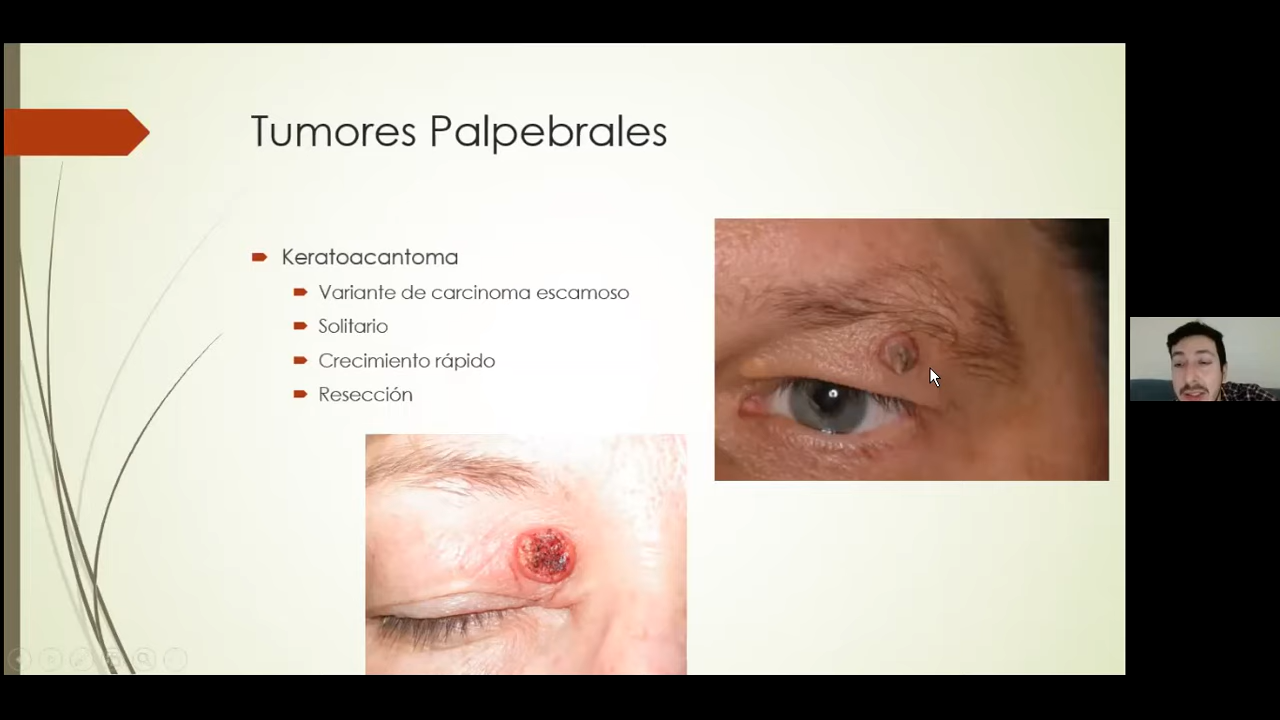 Tumores Palpebrales
Keratoacantoma
Variante de carcinoma escamoso
Solitario
Crecimiento rápido
Resección